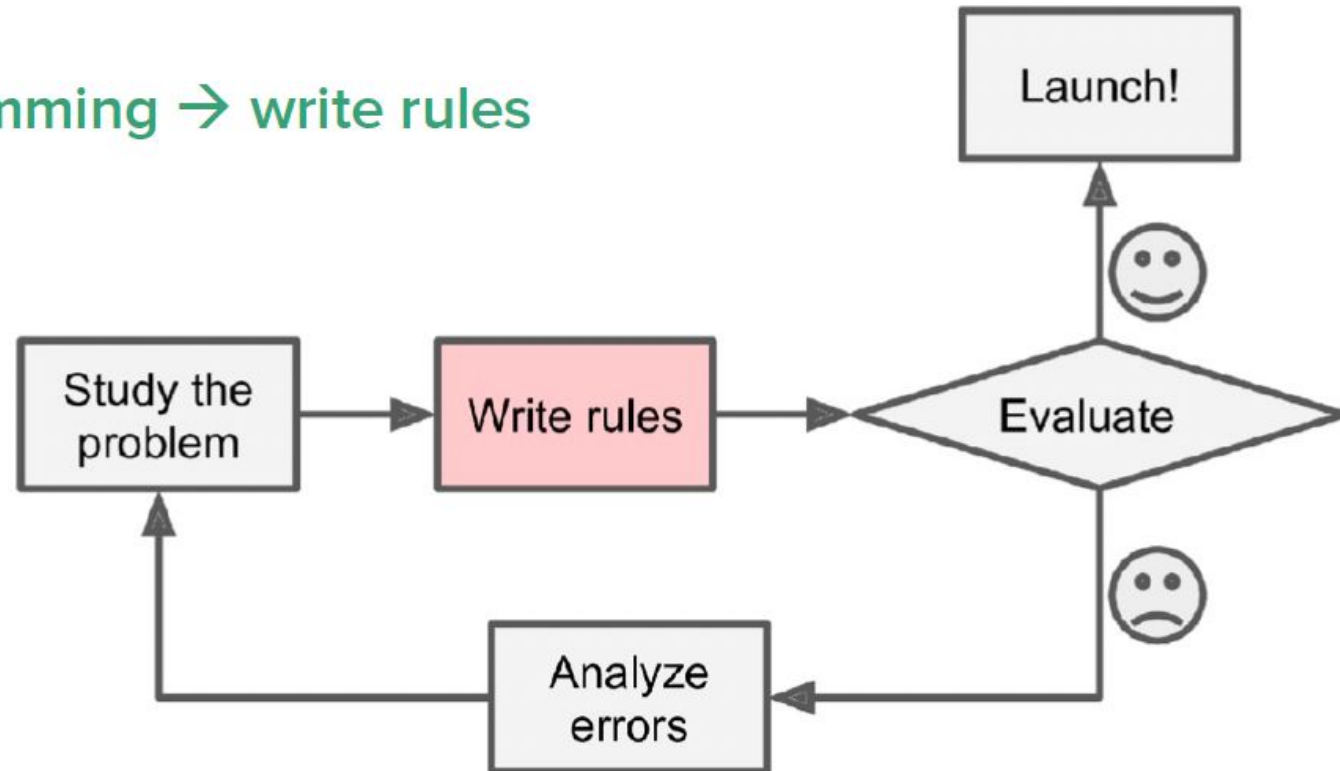 mming → write rules
Launch!
Study the
problem
Write rules
Evaluate
Analyze
errors